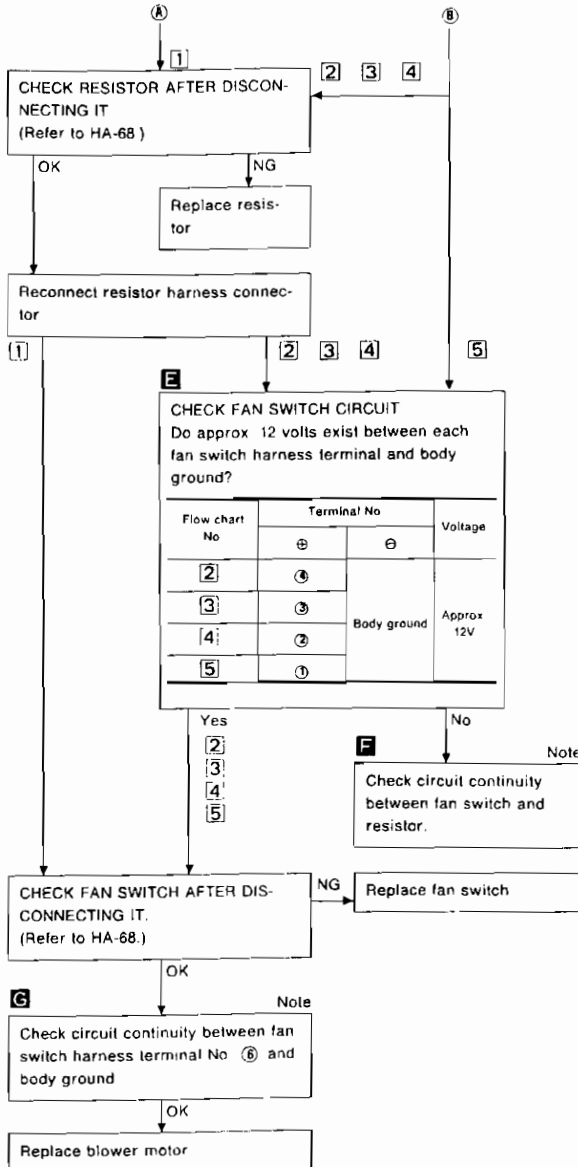 Ⓐ Ⓑ
[1]
[2] [3] [4]
CHECK RESISTOR AFTER DISCON-
NECTING IT
(Refer to HA-68 )
OK NG
Replace resis-
tor
Reconnect resistor harness connec-
tor
[1] [2] [3] [4] [5]
E
CHECK FAN SWITCH CIRCUIT
Do approx 12 volts exist between each
fan switch harness terminal and body
ground?
Flow chart
No
Terminal No
Voltage
⊕ ⊖
[2] ④
[3] ③
[4] ②
[5] ①
Body ground
Approx
12V
Yes
[2]
[3]
[4]
[5]
No
F Note
Check circuit continuity
between fan switch and
resistor.
CHECK FAN SWITCH AFTER DIS-
CONNECTING IT.
(Refer to HA-68.)
NG
Replace fan switch
OK
G Note
Check circuit continuity between fan
switch harness terminal No ⑥ and
body ground
OK
Replace blower motor